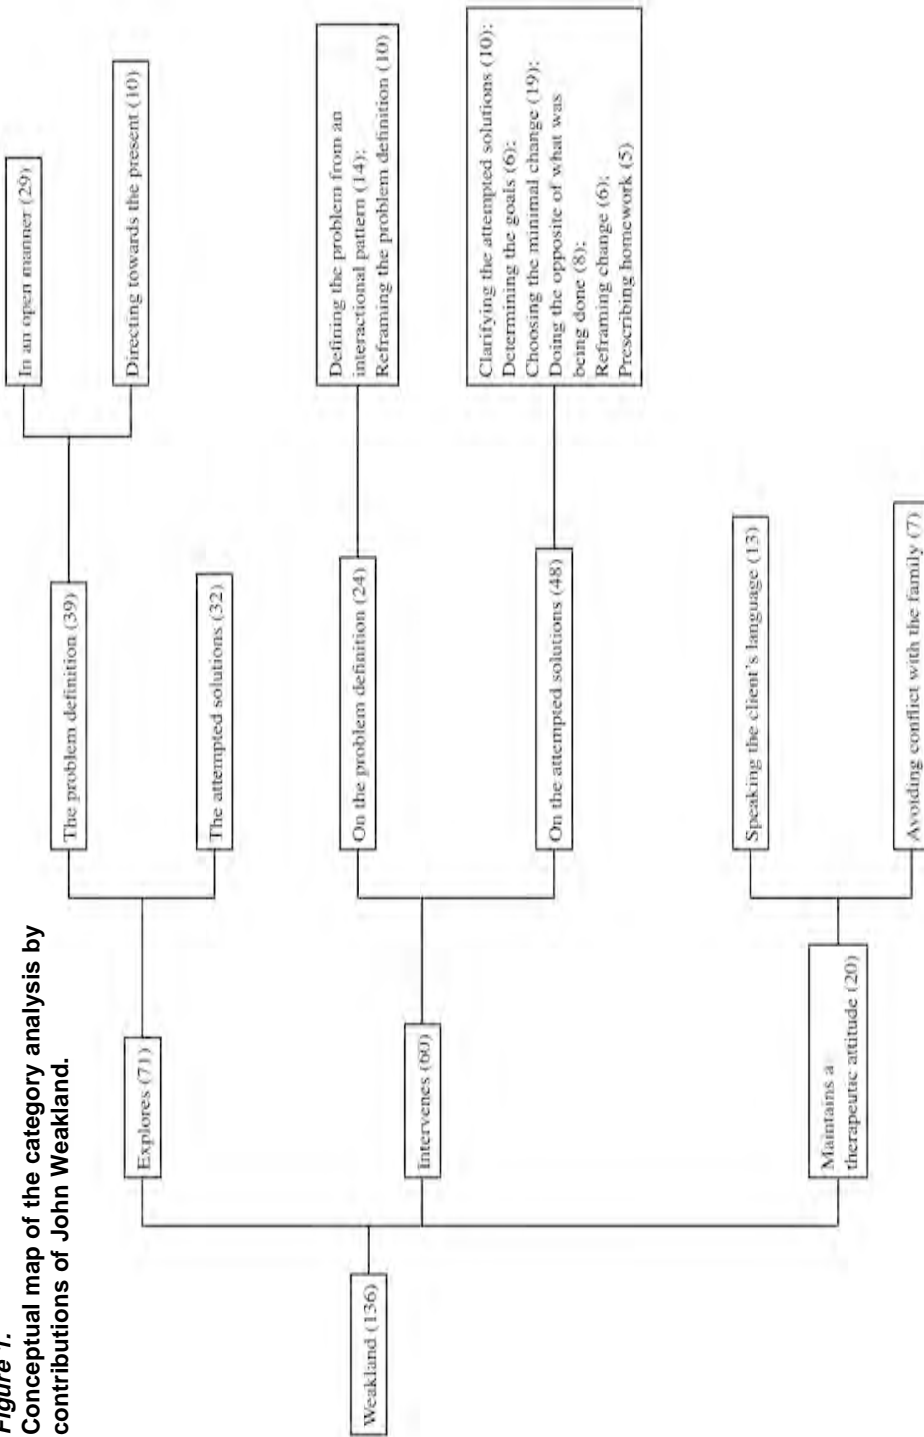 Figure 1.
Conceptual map of the category analysis by
contributions of John Weakland.
Weakland (136)
Explores (71)
The problem definition (39)
In an open manner (29)
Directing towards the present (10)
The attempted solutions (32)
Intervenes (60)
On the problem definition (24)
Defining the problem from an
interactional pattern (14);
Reframing the problem definition (10)
On the attempted solutions (48)
Clarifying the attempted solutions (10);
Determining the goals (6);
Choosing the minimal change (19);
Doing the opposite of what was
being done (8);
Reframing change (6);
Prescribing homework (5)
Maintains a
therapeutic attitude (20)
Speaking the client's language (13)
Avoiding conflict with the family (7)